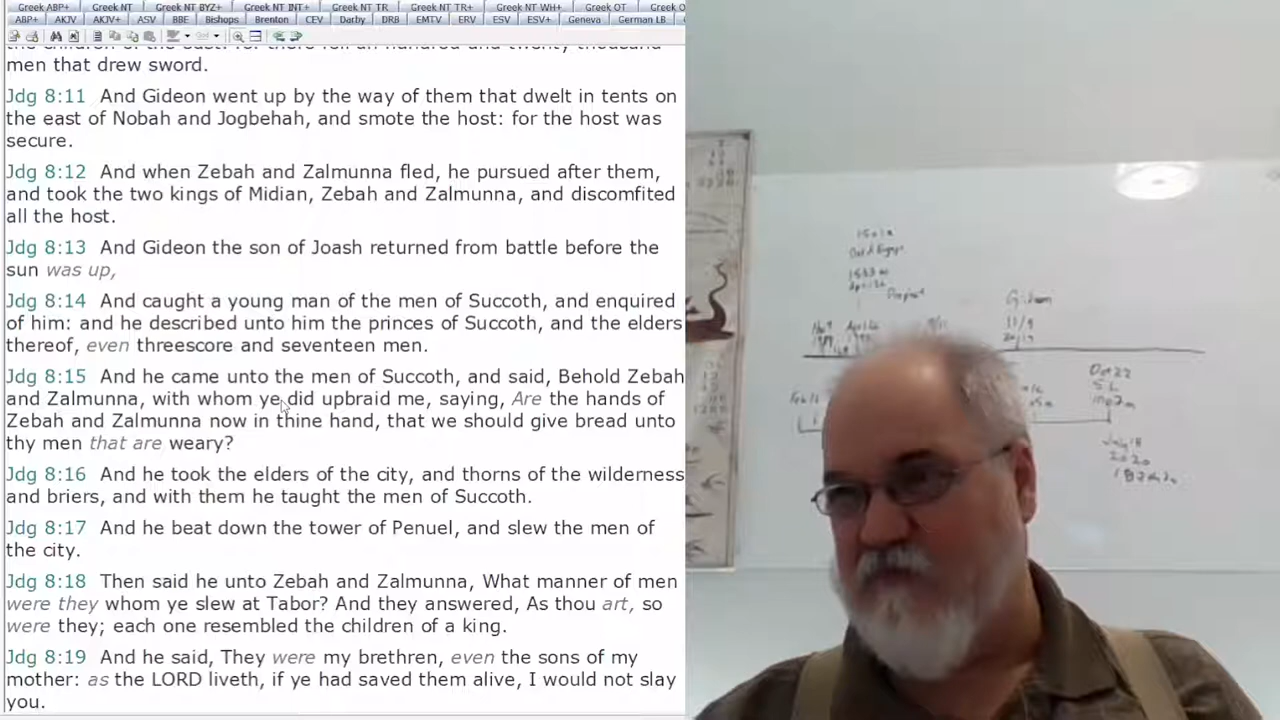 Greek ABP+ Greek NT Greek NT BYZ+ Greek NT INT+ Greek NT TR Greek NT TR+ Greek NT WH+ Greek OT Greek O
ABP+ AKJV AKJV+ ASV BBE Bishops Brenton CEV Darby DRB EMTV ERV ESV ESV+ Geneva German LB
men that drew sword.
Jdg 8:11 And Gideon went up by the way of them that dwelt in tents on
the east of Nobah and Jogbehah, and smote the host: for the host was
secure.
Jdg 8:12 And when Zebah and Zalmunna fled, he pursued after them,
and took the two kings of Midian, Zebah and Zalmunna, and discomfited
all the host.
Jdg 8:13 And Gideon the son of Joash returned from battle before the
sun was up,
Jdg 8:14 And caught a young man of the men of Succoth, and enquired
of him: and he described unto him the princes of Succoth, and the elders
thereof, even threescore and seventeen men.
Jdg 8:15 And he came unto the men of Succoth, and said, Behold Zebah
and Zalmunna, with whom ye did upbraid me, saying, Are the hands of
Zebah and Zalmunna now in thine hand, that we should give bread unto
thy men that are weary?
Jdg 8:16 And he took the elders of the city, and thorns of the wilderness
and briers, and with them he taught the men of Succoth.
Jdg 8:17 And he beat down the tower of Penuel, and slew the men of
the city.
Jdg 8:18 Then said he unto Zebah and Zalmunna, What manner of men
were they whom ye slew at Tabor? And they answered, As thou art, so
were they; each one resembled the children of a king.
Jdg 8:19 And he said, They were my brethren, even the sons of my
mother: as the LORD liveth, if ye had saved them alive, I would not slay
you.
Gideon
11/9
2019
Oct 22
July 18
2020